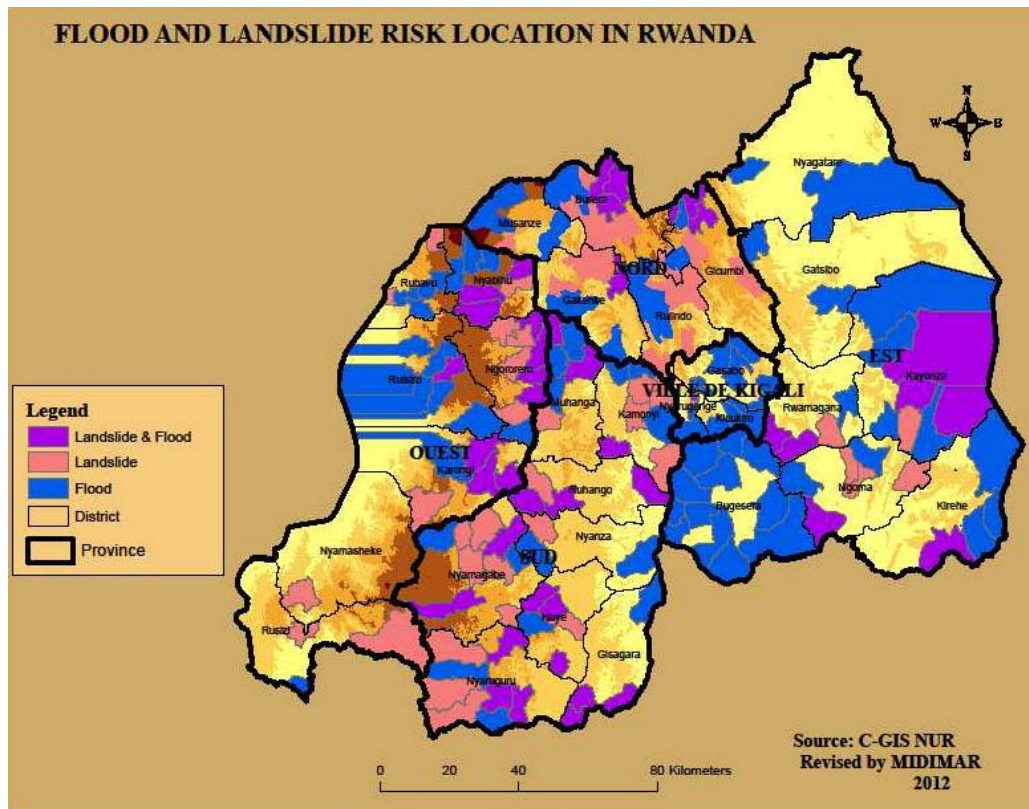 FLOOD AND LANDSLIDE RISK LOCATION IN RWANDA
N
W E
S
Nyagatare
Burera
Musanze
Gatsibo
NORD
Gicumbi
Rubavu
Nyabihu
Gakenke
Rulindo
EST
Kayonza
Ngororero
Gasabo
Rutsiro
VILLE DE KIGALI
Muhanga
Kamonyi
Nyarugenge
Rwamagana
Kicukiro
OUEST
Karongi
Ruhango
Ngoma
Bugesera
Kirehe
Nyamasheke
Nyanza
SUD
Nyamagabe
Huye
Rusizi
Gisagara
Nyaruguru
Legend
Landslide & Flood
Landslide
Flood
District
Province
0 20 40 80 Kilometers
Source: C-GIS NUR
Revised by MIDIMAR
2012